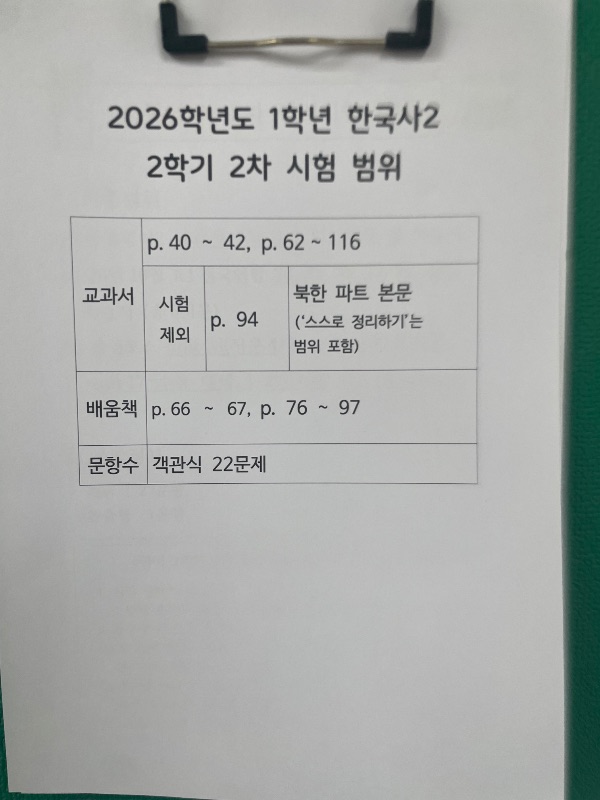 2026학년도 1학년 한국사2
2학기 2차 시험 범위
교과서
p. 40 ~ 42, p. 62 ~ 116
시험
제외
p. 94
북한 파트 본문
('스스로 정리하기'는
범위 포함)
배움책
p. 66 ~ 67, p. 76 ~ 97
문항수
객관식 22문제